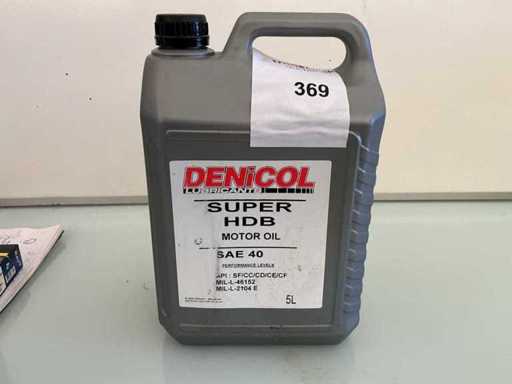 369
DENiCOL
LUBRICANTS
SUPER
HDB
MOTOR OIL
SAE 40
PERFORMANCE LEVELS
API : SF/CC/CD/CE/CF
MIL-L-46152
MIL-L-2104 E
5L